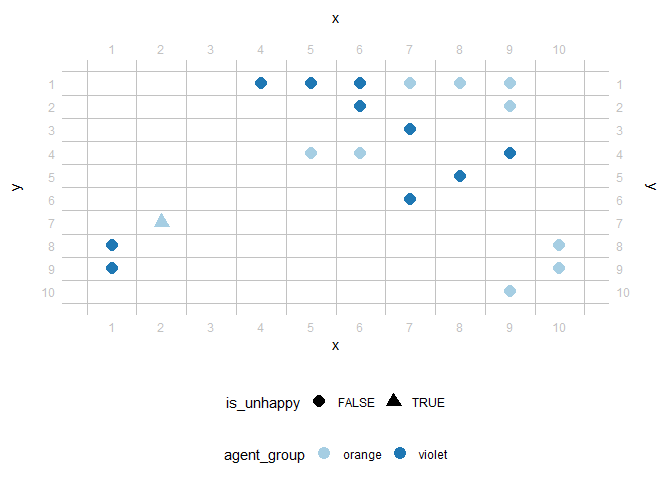 x
1 2 3 4 5 6 7 8 9 10
1 1
2 2
3 3
4 4
y 5 5 y
6 6
7 7
8 8
9 9
10 10
1 2 3 4 5 6 7 8 9 10
x
is_unhappy FALSE TRUE
agent_group orange violet